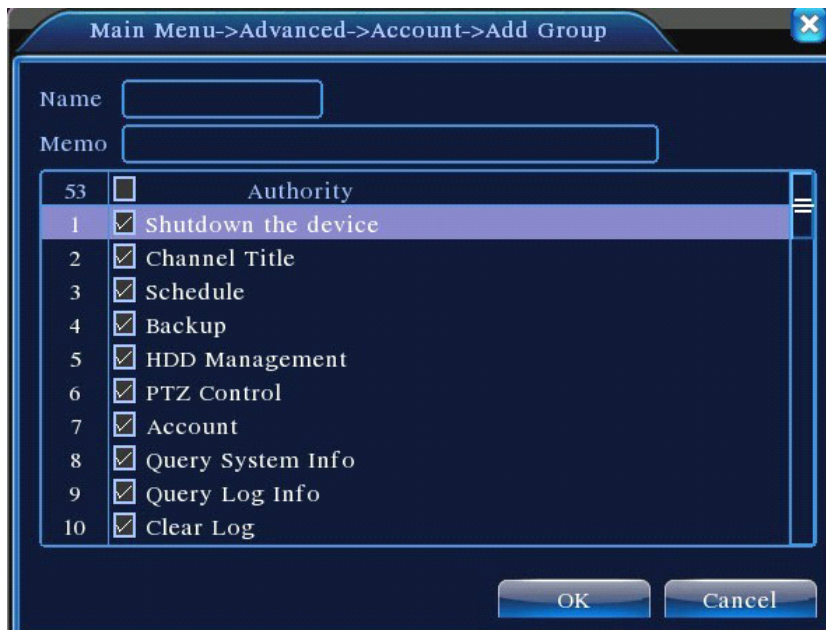 Main Menu->Advanced->Account->Add Group
Name
Memo
53 Authority
1 Shutdown the device
2 Channel Title
3 Schedule
4 Backup
5 HDD Management
6 PTZ Control
7 Account
8 Query System Info
9 Query Log Info
10 Clear Log
OK Cancel